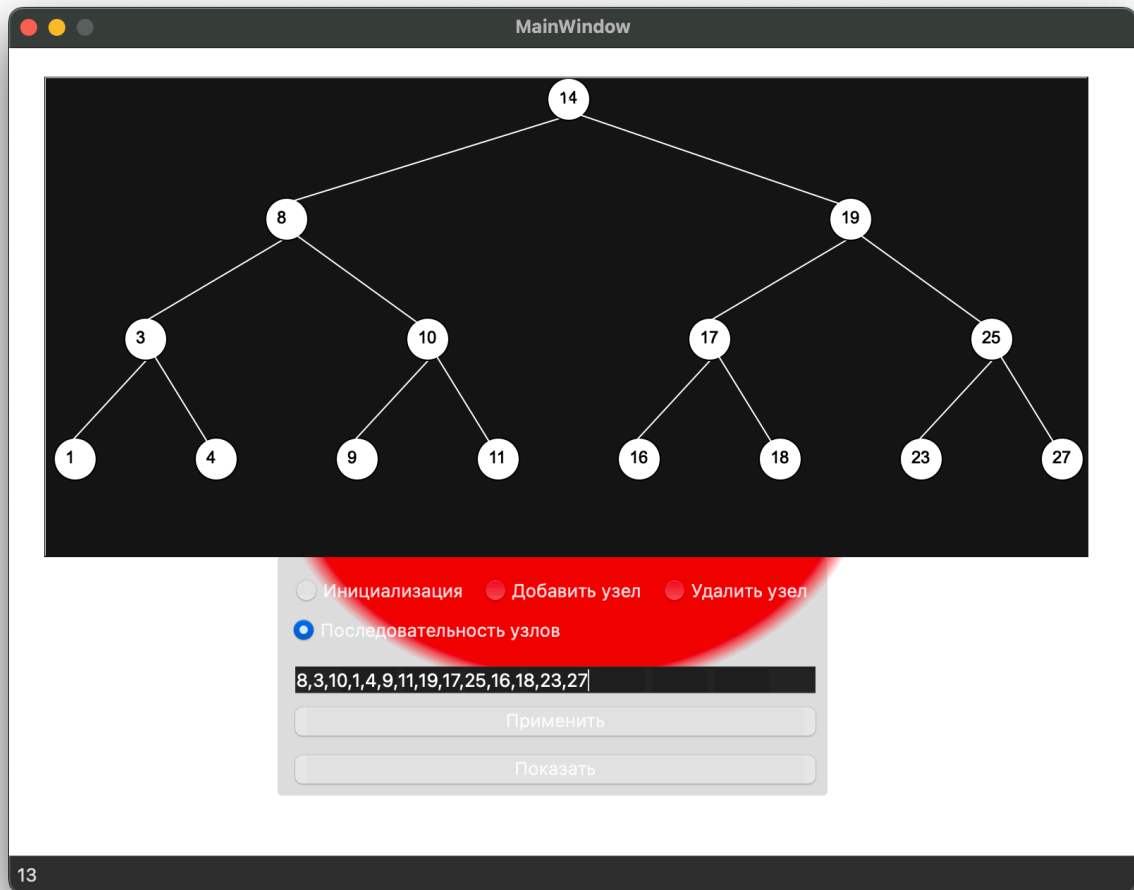 MainWindow
14
8 19
3 10 17 25
1 4 9 11 16 18 23 27
Инициализация Добавить узел Удалить узел
Последовательность узлов
8,3,10,1,4,9,11,19,17,25,16,18,23,27
Применить
Показать
13